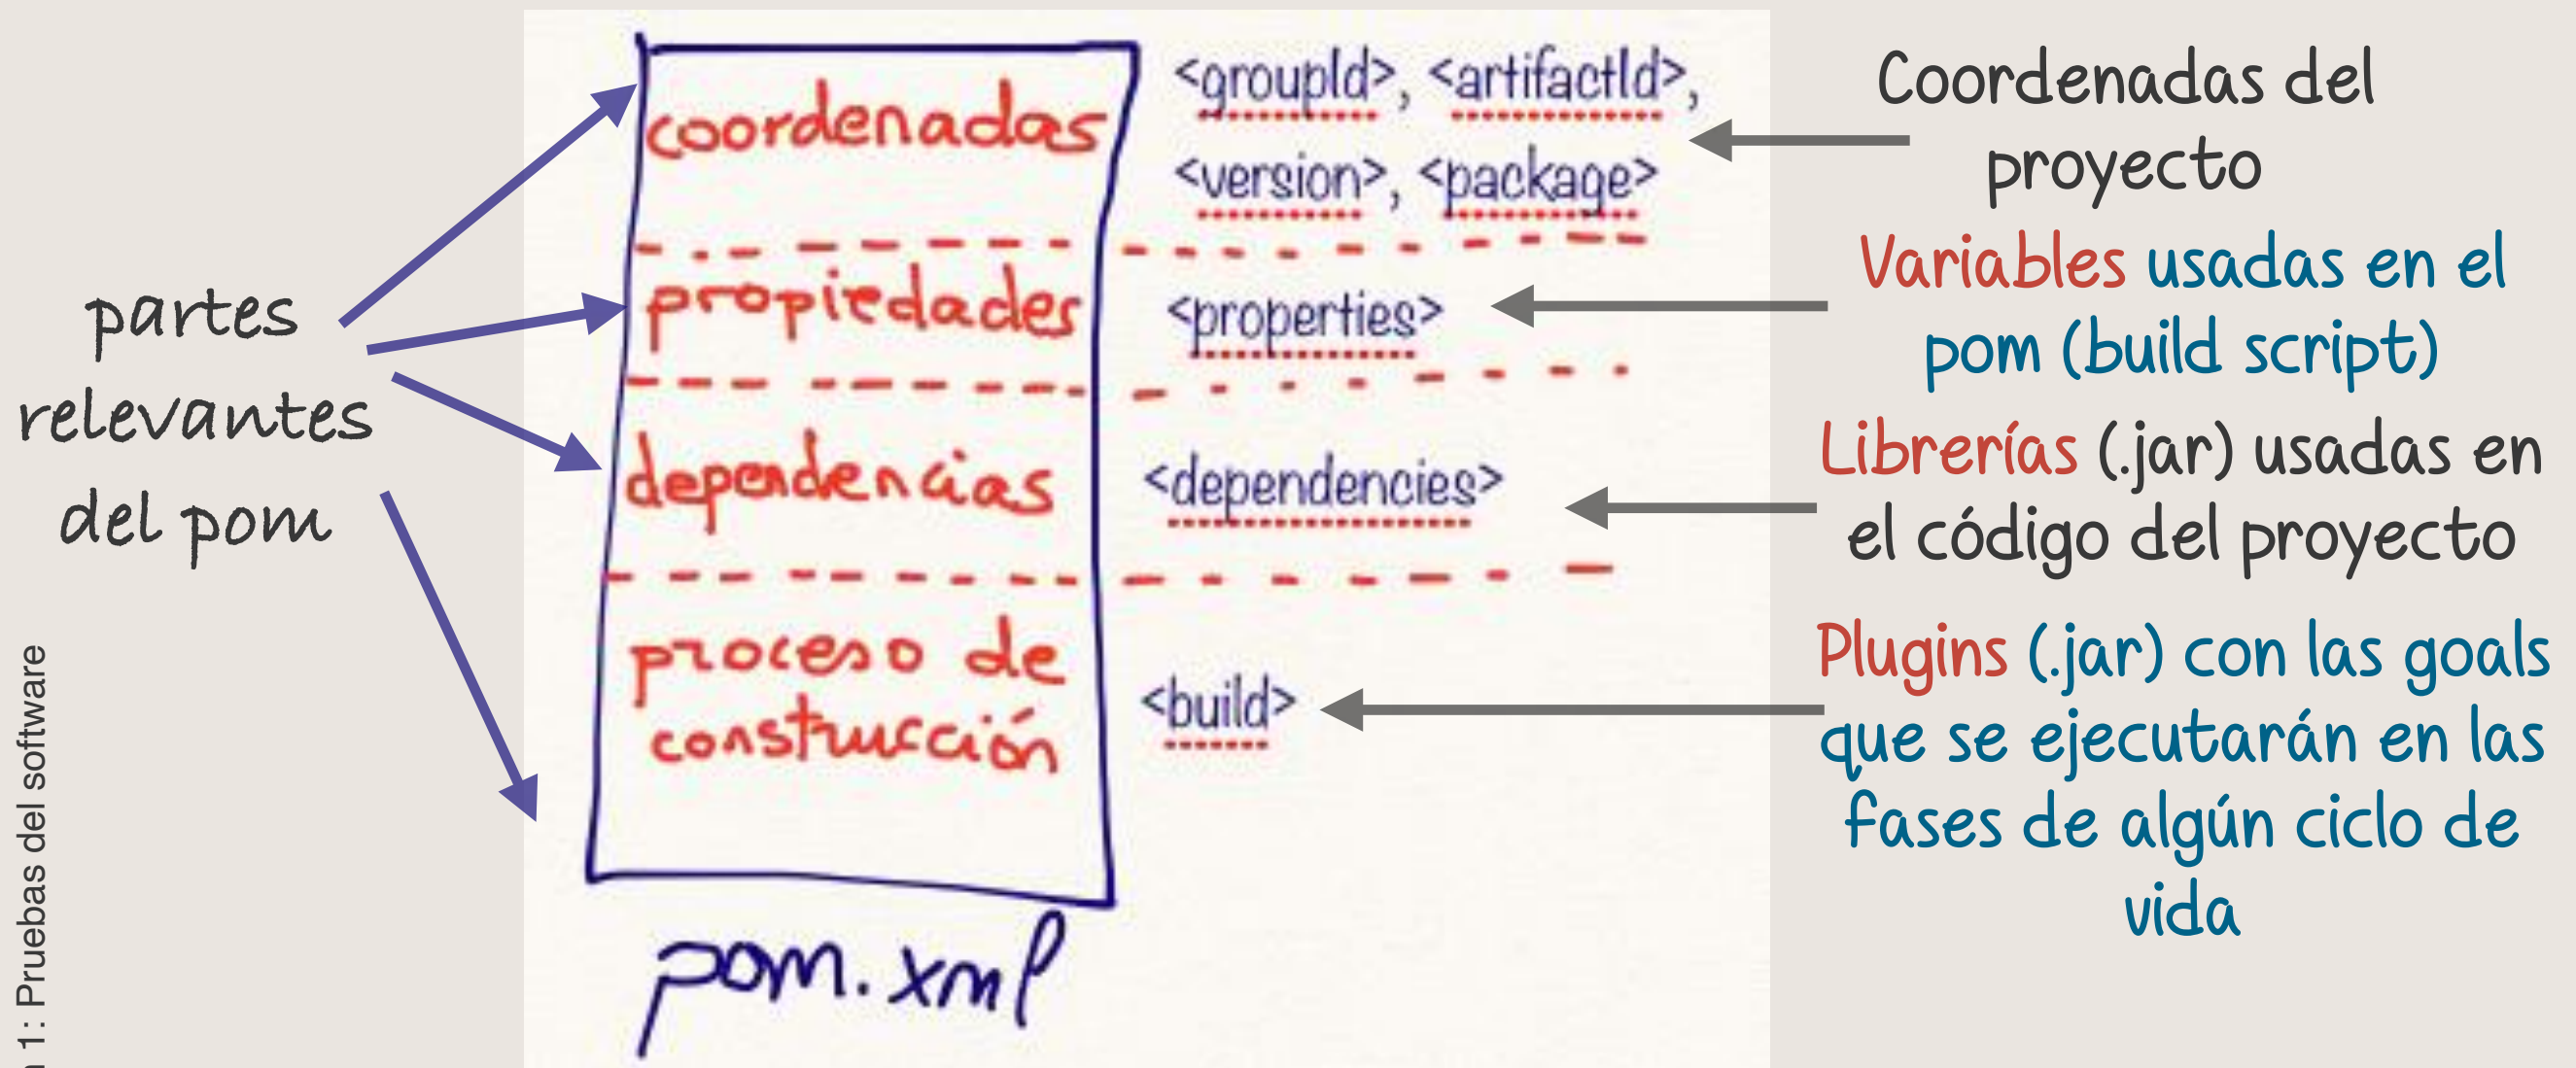 partes
relevantes
del pom
coordenadas
<groupId>, <artifactId>,
<version>, <package>
Coordenadas del
proyecto
propiedades
<properties>
Variables usadas en el
pom (build script)
dependencias
<dependencies>
Librerías (.jar) usadas en
el código del proyecto
proceso de
construcción
<build>
Plugins (.jar) con las goals
que se ejecutarán en las
fases de algún ciclo de
vida
pom.xml
1: Pruebas del software